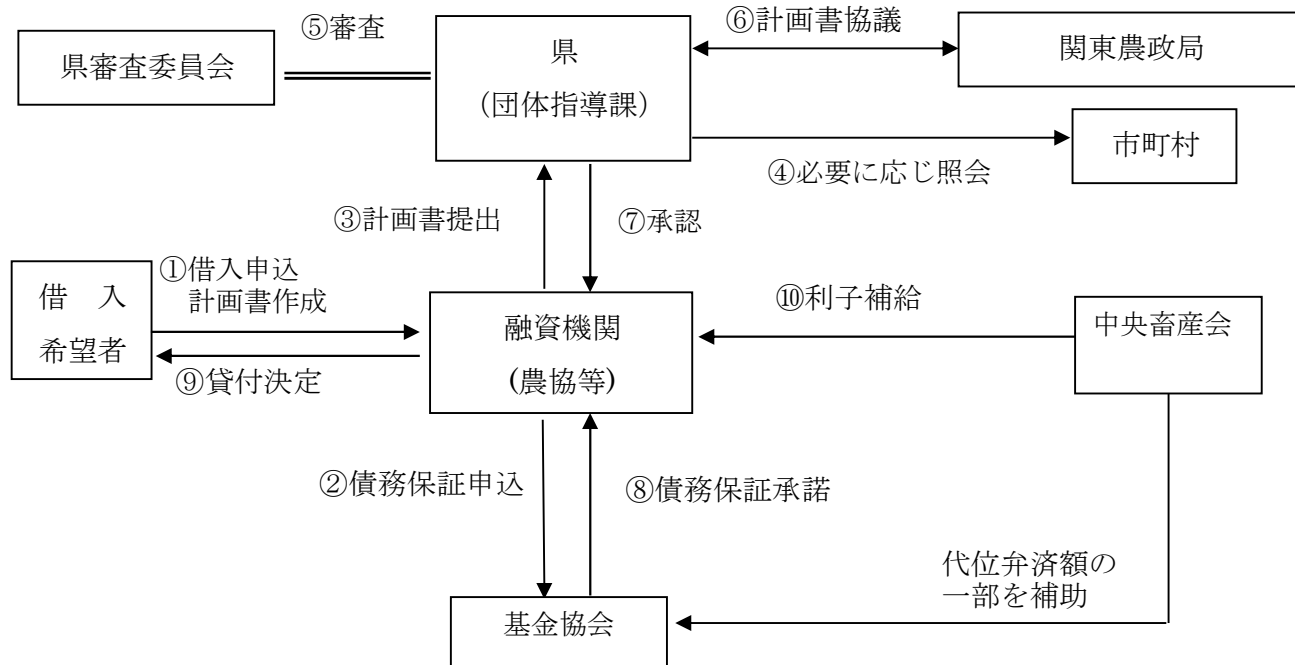 ⑤審査
⑥計画書協議
県審査委員会
県
(団体指導課)
関東農政局
市町村
④必要に応じ照会
③計画書提出
⑦承認
①借入申込
計画書作成
借　入
希望者
⑨貸付決定
融資機関
(農協等)
⑩利子補給
中央畜産会
②債務保証申込
⑧債務保証承諾
代位弁済額の
一部を補助
基金協会